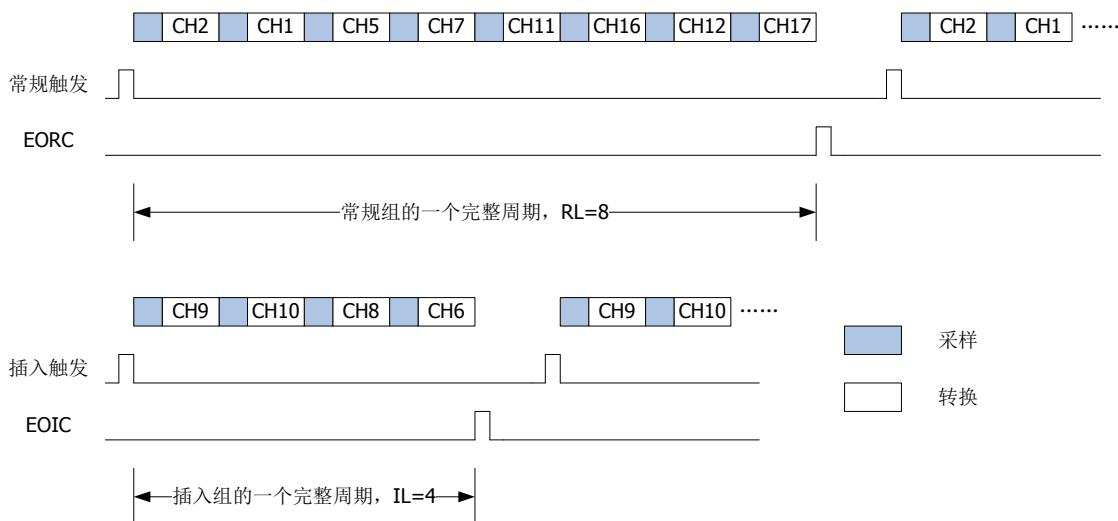 CH2 CH1 CH5 CH7 CH11 CH16 CH12 CH17 CH2 CH1 ……
常规触发
EORC
常规组的一个完整周期，RL=8
CH9 CH10 CH8 CH6 CH9 CH10 ……
采样
插入触发
转换
EOIC
插入组的一个完整周期，IL=4